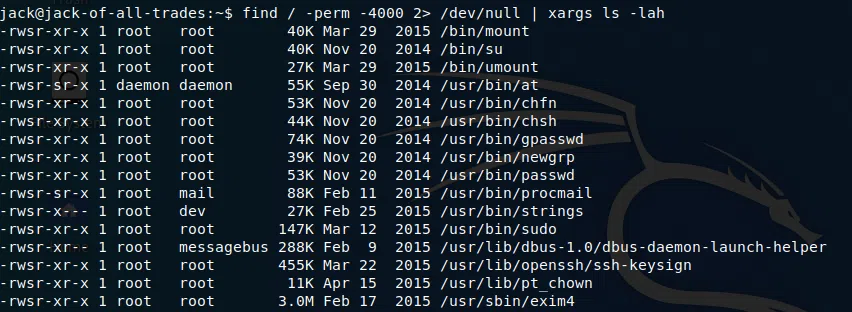 jack@jack-of-all-trades:~$ find / -perm -4000 2> /dev/null | xargs ls -lah
-rwsr-xr-x 1 root   root        40K Mar 29  2015 /bin/mount
-rwsr-xr-x 1 root   root        40K Nov 20  2014 /bin/su
-rwsr-xr-x 1 root   root        27K Mar 29  2015 /bin/umount
-rwsr-sr-x 1 daemon daemon      55K Sep 30  2014 /usr/bin/at
-rwsr-xr-x 1 root   root        53K Nov 20  2014 /usr/bin/chfn
-rwsr-xr-x 1 root   root        44K Nov 20  2014 /usr/bin/chsh
-rwsr-xr-x 1 root   root        74K Nov 20  2014 /usr/bin/gpasswd
-rwsr-xr-x 1 root   root        39K Nov 20  2014 /usr/bin/newgrp
-rwsr-xr-x 1 root   root        53K Nov 20  2014 /usr/bin/passwd
-rwsr-sr-x 1 root   mail        88K Feb 11  2015 /usr/bin/procmail
-rwsr-x--- 1 root   dev         27K Feb 25  2015 /usr/bin/strings
-rwsr-xr-x 1 root   root       147K Mar 12  2015 /usr/bin/sudo
-rwsr-xr-- 1 root   messagebus 288K Feb  9  2015 /usr/lib/dbus-1.0/dbus-daemon-launch-helper
-rwsr-xr-x 1 root   root       455K Mar 22  2015 /usr/lib/openssh/ssh-keysign
-rwsr-xr-x 1 root   root        11K Apr 15  2015 /usr/lib/pt_chown
-rwsr-xr-x 1 root   root       3.0M Feb 17  2015 /usr/sbin/exim4